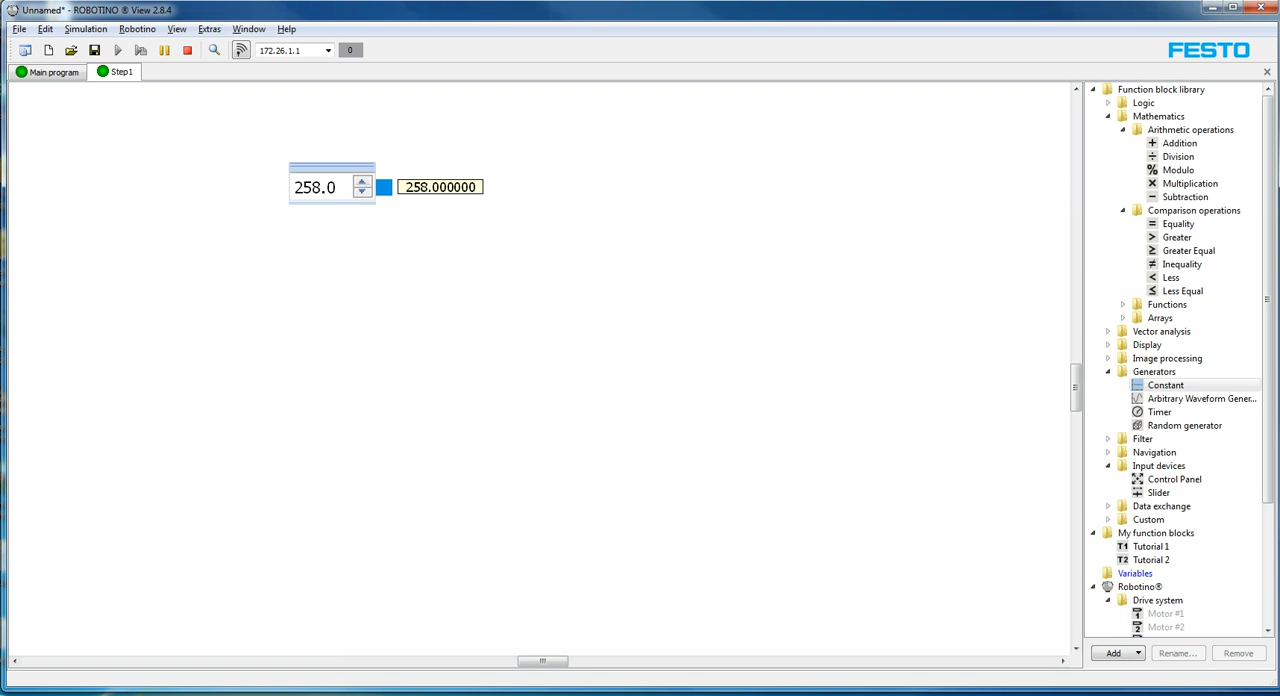 Unnamed* - ROBOTINO ® View 2.8.4
File Edit Simulation Robotino View Extras Window Help
172.26.1.1 0 FESTO
Main program Step1
258.0 258.000000
Function block library
Logic
Mathematics
Arithmetic operations
Addition
Division
Modulo
Multiplication
Subtraction
Comparison operations
Equality
Greater
Greater Equal
Inequality
Less
Less Equal
Functions
Arrays
Vector analysis
Display
Image processing
Generators
Constant
Arbitrary Waveform Gener...
Timer
Random generator
Filter
Navigation
Input devices
Control Panel
Slider
Data exchange
Custom
My function blocks
T1 Tutorial 1
T2 Tutorial 2
Variables
Robotino®
Drive system
1 Motor #1
2 Motor #2
Add Rename... Remove